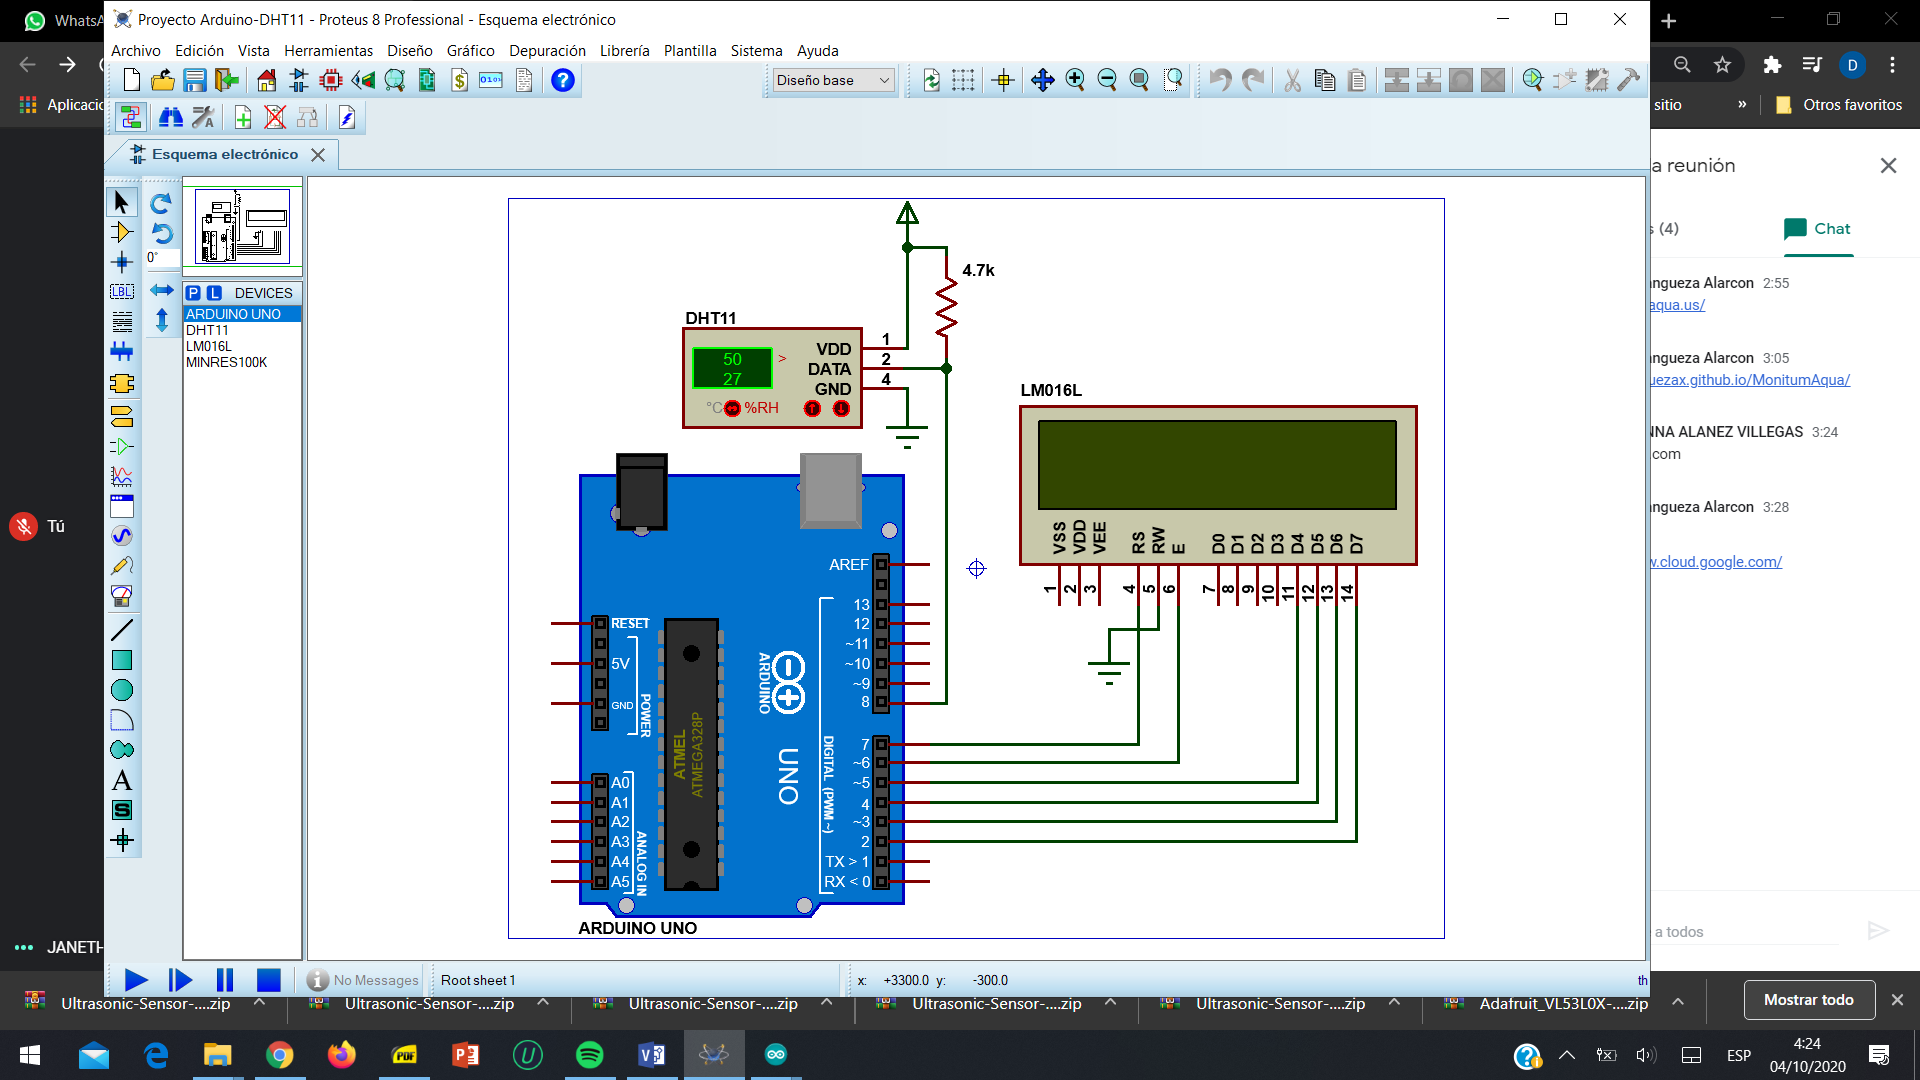 WhatsA
Proyecto Arduino-DHT11 - Proteus 8 Professional - Esquema electrónico
Archivo Edición Vista Herramientas Diseño Gráfico Depuración Librería Plantilla Sistema Ayuda
Diseño base
D
Aplicacio
sitio
»
Otros favoritos
Esquema electrónico
0°
LBL
A
S
P L DEVICES
ARDUINO UNO
DHT11
LM016L
MINRES100K
4.7k
DHT11
50
27
>
VDD 1
DATA 2
GND 4
°C %RH
LM016L
VSS VDD VEE RS RW E D0 D1 D2 D3 D4 D5 D6 D7
1 2 3 4 5 6 7 8 9 10 11 12 13 14
AREF
13
12
~11
~10
~9
8
7
~6
~5
4
~3
2
TX > 1
RX < 0
DIGITAL (PWM ~)
RESET
5V
GND
POWER
A0
A1
A2
A3
A4
A5
ANALOG IN
ATMEL
ATMEGA328P
ARDUINO
UNO
ARDUINO UNO
Tú
JANETH
a reunión
s (4)
Chat
ngueza Alarcon 2:55
aqua.us/
ngueza Alarcon 3:05
uezax.github.io/MonitumAqua/
NNA ALANEZ VILLEGAS 3:24
.com
ngueza Alarcon 3:28
w.cloud.google.com/
a todos
No Messages
Root sheet 1
x: +3300.0 y: -300.0
th
Ultrasonic-Sensor-....zip
Ultrasonic-Sensor-....zip
Ultrasonic-Sensor-....zip
Ultrasonic-Sensor-....zip
Ultrasonic-Sensor-....zip
Adafruit_VL53L0X-....zip
Mostrar todo
PDF
ESP
4:24
04/10/2020